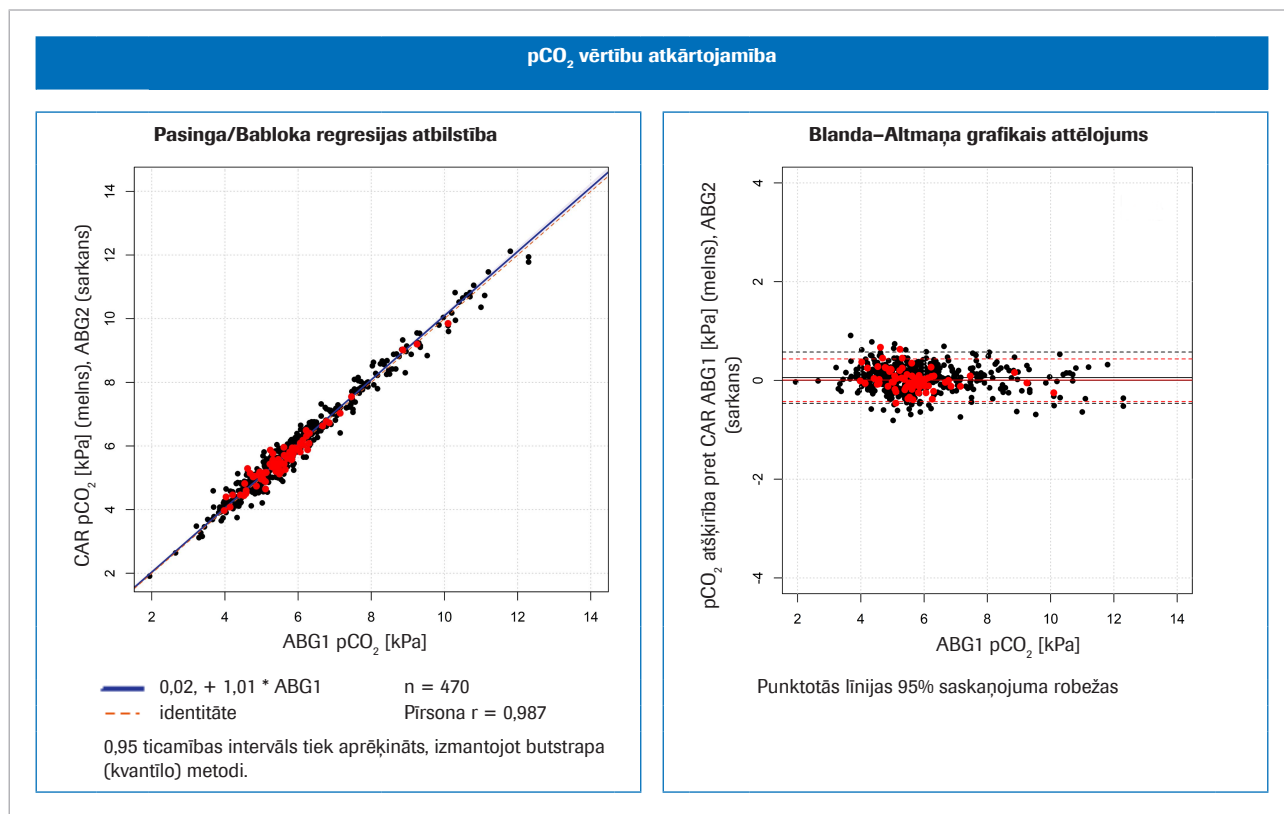 pCO₂ vērtību atkārtojamība
Pasinga/Babloka regresijas atbilstība
CAR pCO₂ [kPa] (melns), ABG2 (sarkans)
14
12
10
8
6
4
2
2 4 6 8 10 12 14
ABG1 pCO₂ [kPa]
0,02, + 1,01 * ABG1 n = 470
identitāte Pīrsona r = 0,987
0,95 ticamības intervāls tiek aprēķināts, izmantojot butstrapa
(kvantīlo) metodi.
Blanda–Altmaņa grafikais attēlojums
pCO₂ atšķirība pret CAR ABG1 [kPa] (melns), ABG2
(sarkans)
4
2
0
-2
-4
2 4 6 8 10 12 14
ABG1 pCO₂ [kPa]
Punktotās līnijas 95% saskaņojuma robežas